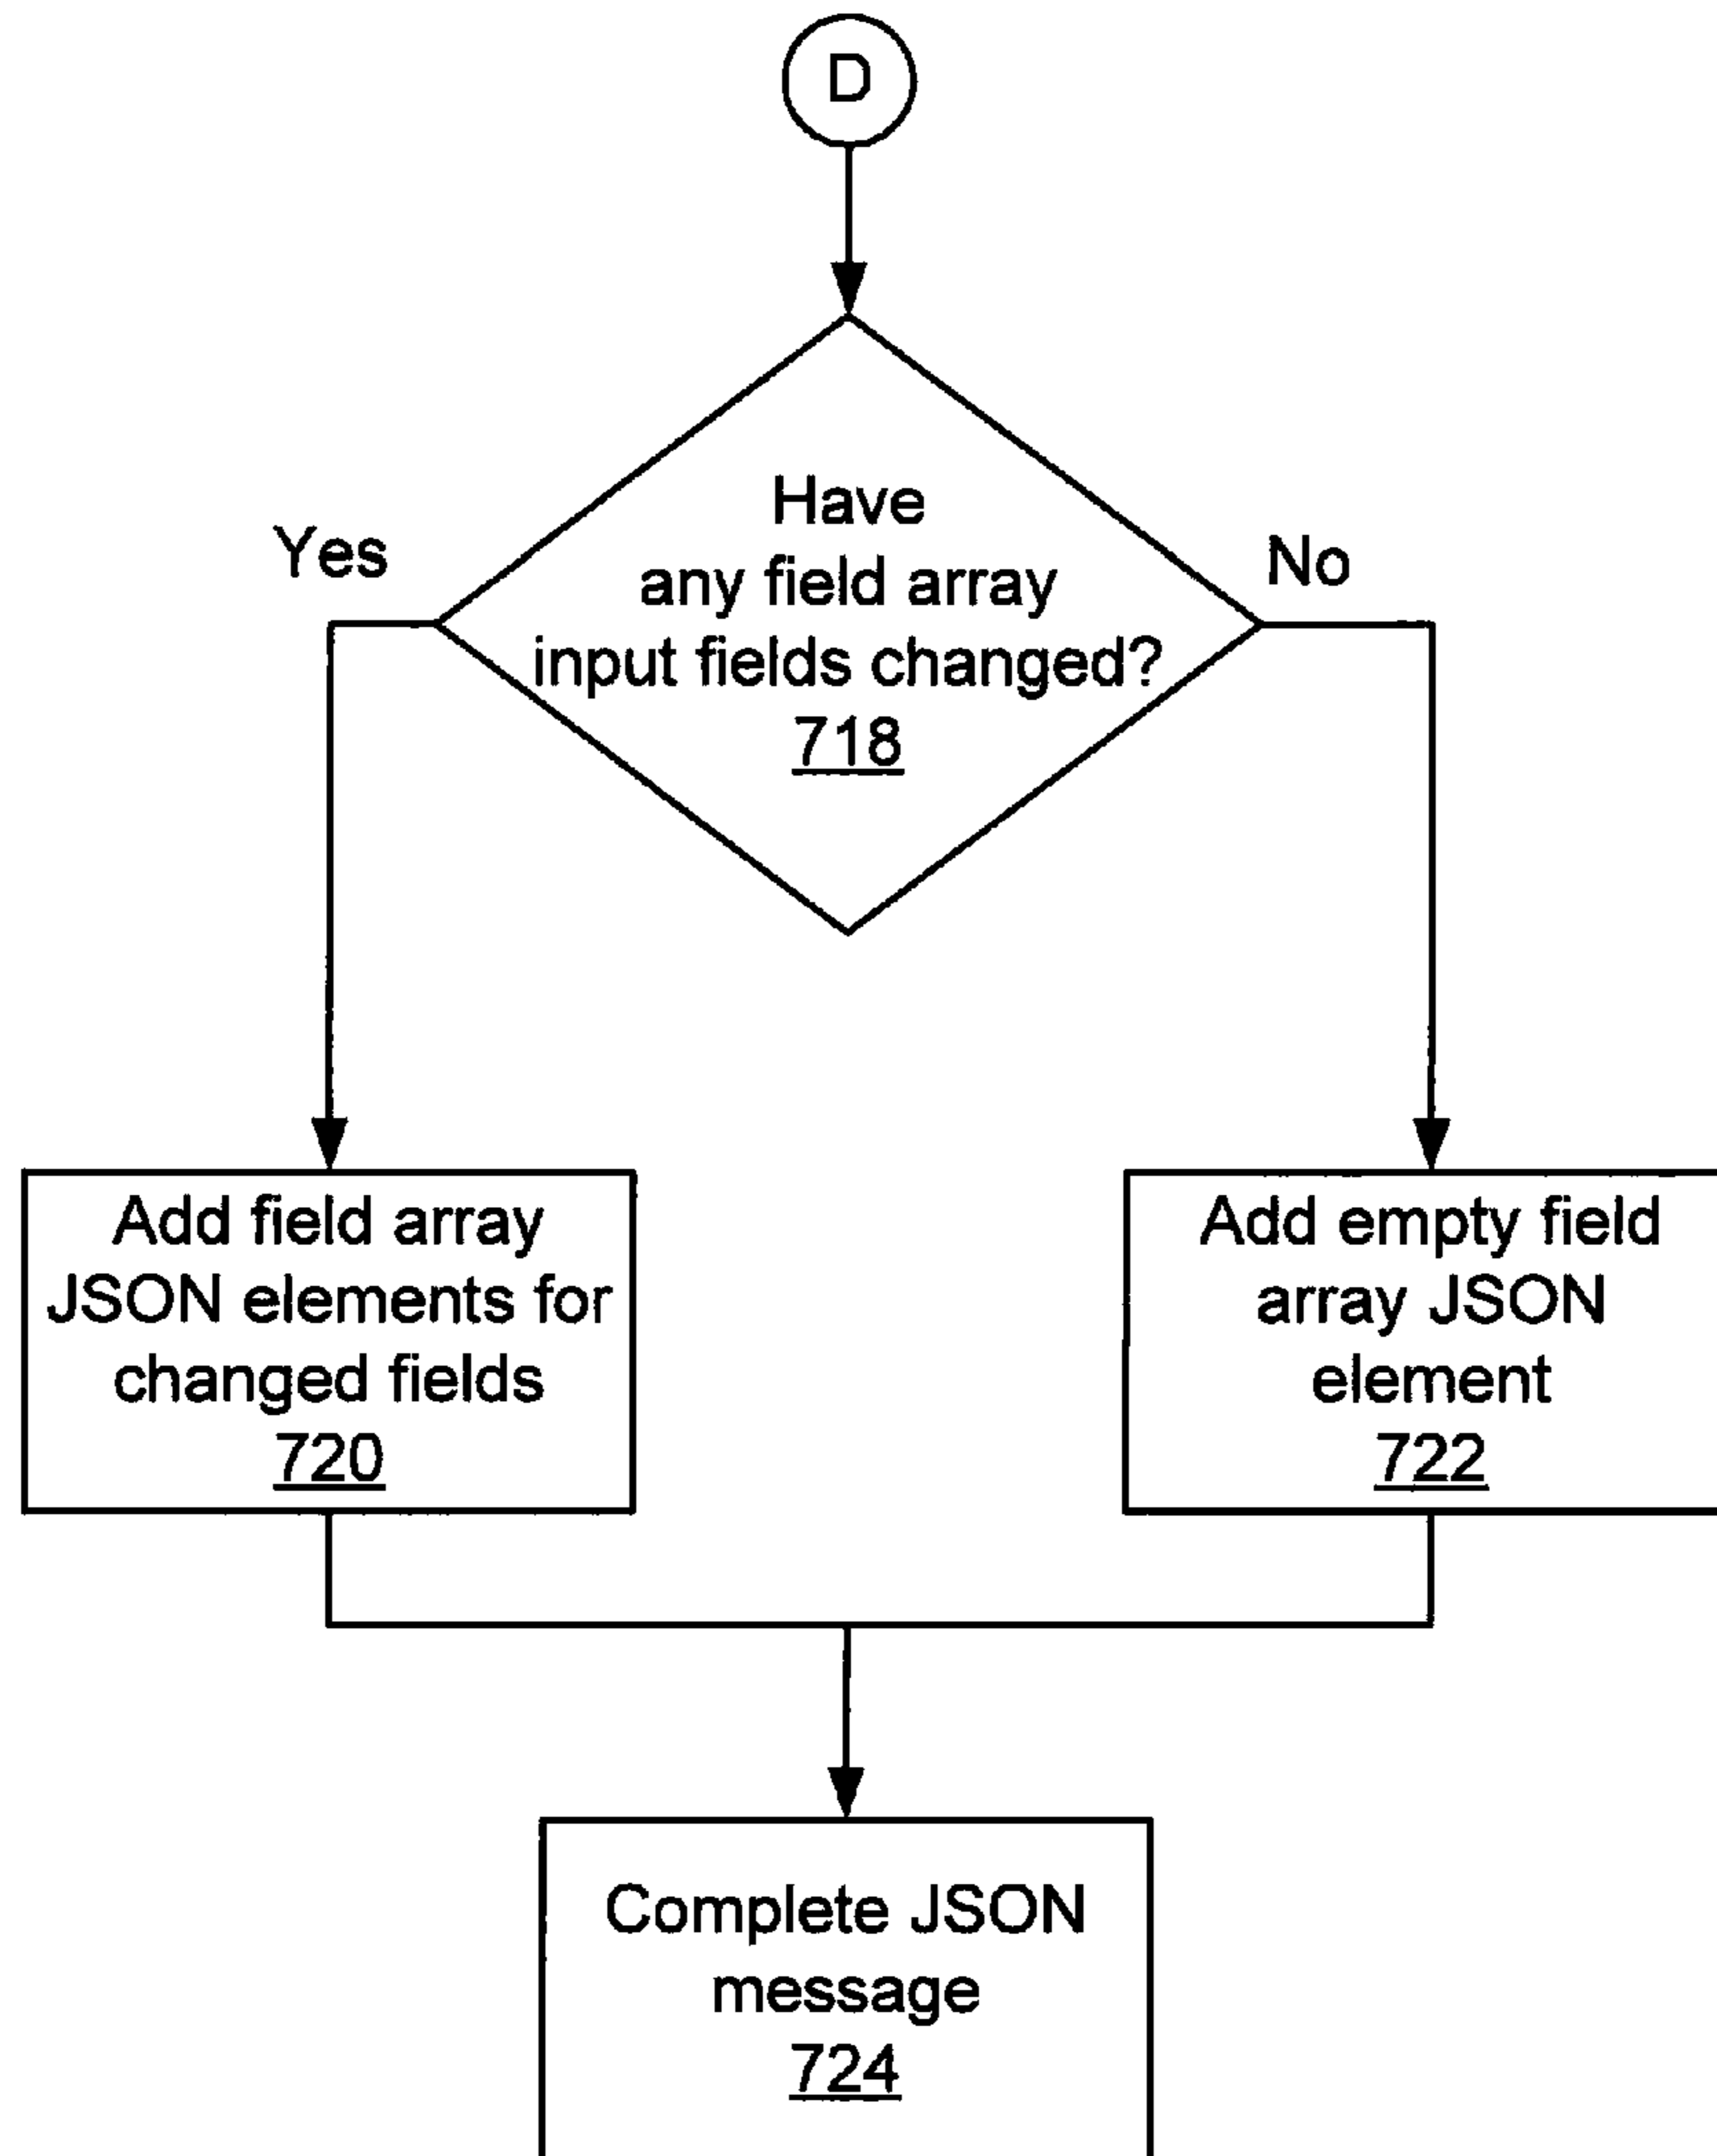 D
Have
any field array
input fields changed?
718
Yes
No
Add field array
JSON elements for
changed fields
720
Add empty field
array JSON
element
722
Complete JSON
message
724